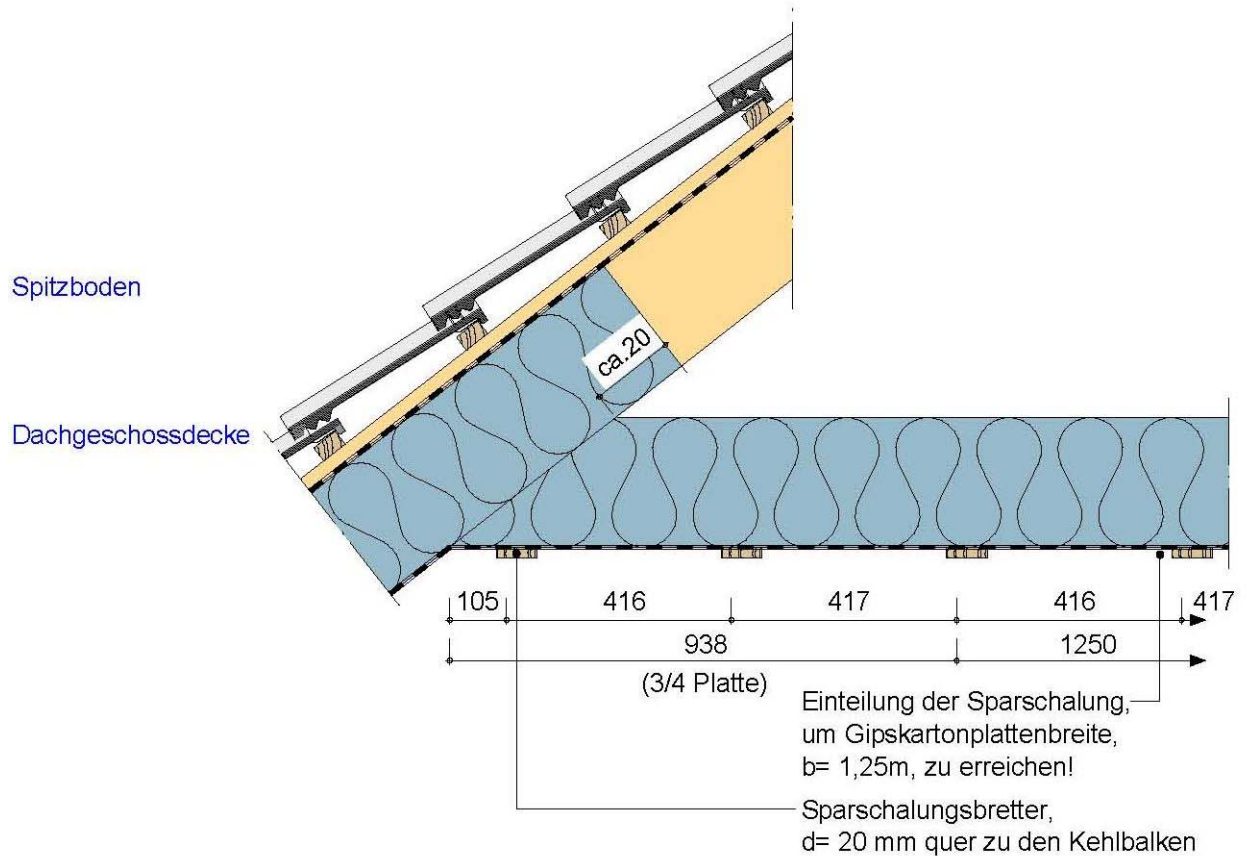 Spitzboden
ca.20
Dachgeschossdecke
105 416 417 416 417
938 1250
(3/4 Platte)
Einteilung der Sparschalung,
um Gipskartonplattenbreite,
b= 1,25m, zu erreichen!
Sparschalungsbretter,
d= 20 mm quer zu den Kehlbalken